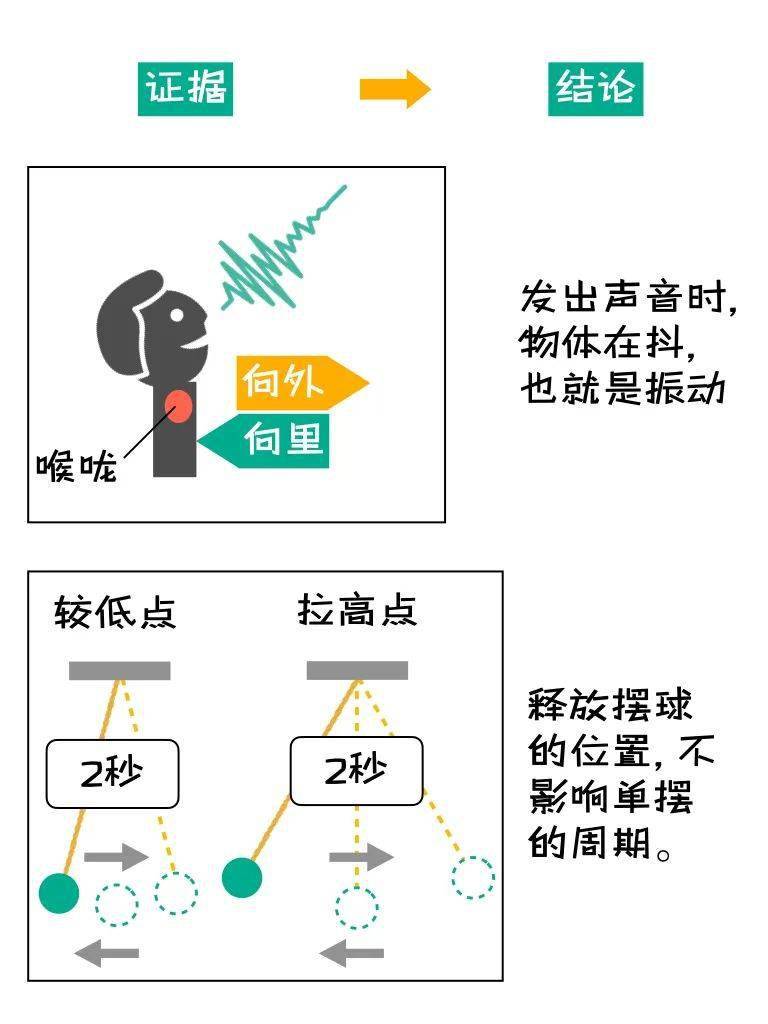 证据
结论
向外
向里
喉咙
发出声音时,
物体在抖,
也就是振动
较低点
拉高点
2秒
2秒
释放摆球
的位置,不
影响单摆
的周期。